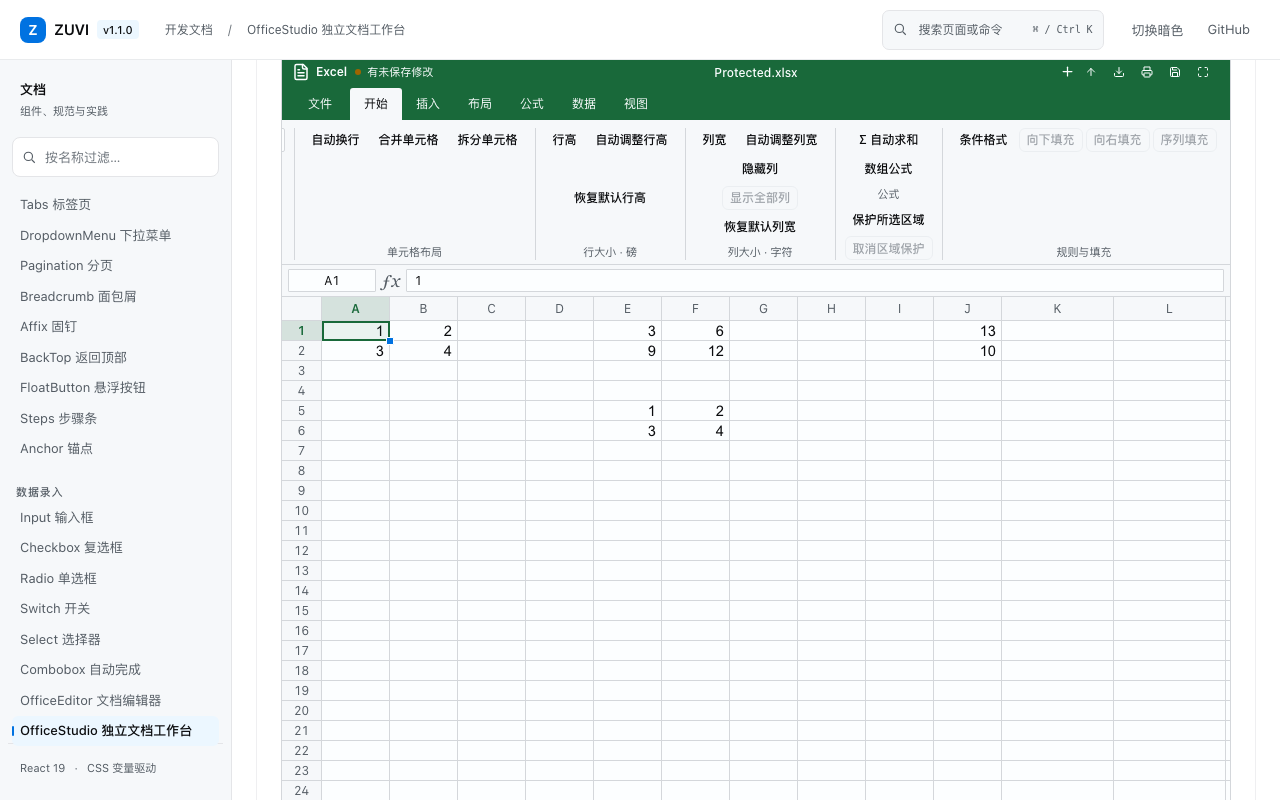 Z ZUVI v1.1.0 开发文档 / OfficeStudio 独立文档工作台 搜索页面或命令 ⌘ / Ctrl K 切换暗色 GitHub
文档
组件、规范与实践
按名称过滤...
Tabs 标签页
DropdownMenu 下拉菜单
Pagination 分页
Breadcrumb 面包屑
Affix 固钉
BackTop 返回顶部
FloatButton 悬浮按钮
Steps 步骤条
Anchor 锚点
数据录入
Input 输入框
Checkbox 复选框
Radio 单选框
Switch 开关
Select 选择器
Combobox 自动完成
OfficeEditor 文档编辑器
OfficeStudio 独立文档工作台
React 19 · CSS 变量驱动
Excel 有未保存修改 Protected.xlsx
文件 开始 插入 布局 公式 数据 视图
自动换行 合并单元格 拆分单元格
单元格布局
行高 自动调整行高
恢复默认行高
行大小 · 磅
列宽 自动调整列宽
隐藏列
显示全部列
恢复默认列宽
列大小 · 字符
Σ 自动求和
数组公式
公式
保护所选区域
取消区域保护
条件格式 向下填充 向右填充 序列填充
规则与填充
A1 ƒx 1
A B C D E F G H I J K L
1 1 2 3 6 13
2 3 4 9 12 10
3
4
5 1 2
6 3 4
7
8
9
10
11
12
13
14
15
16
17
18
19
20
21
22
23
24